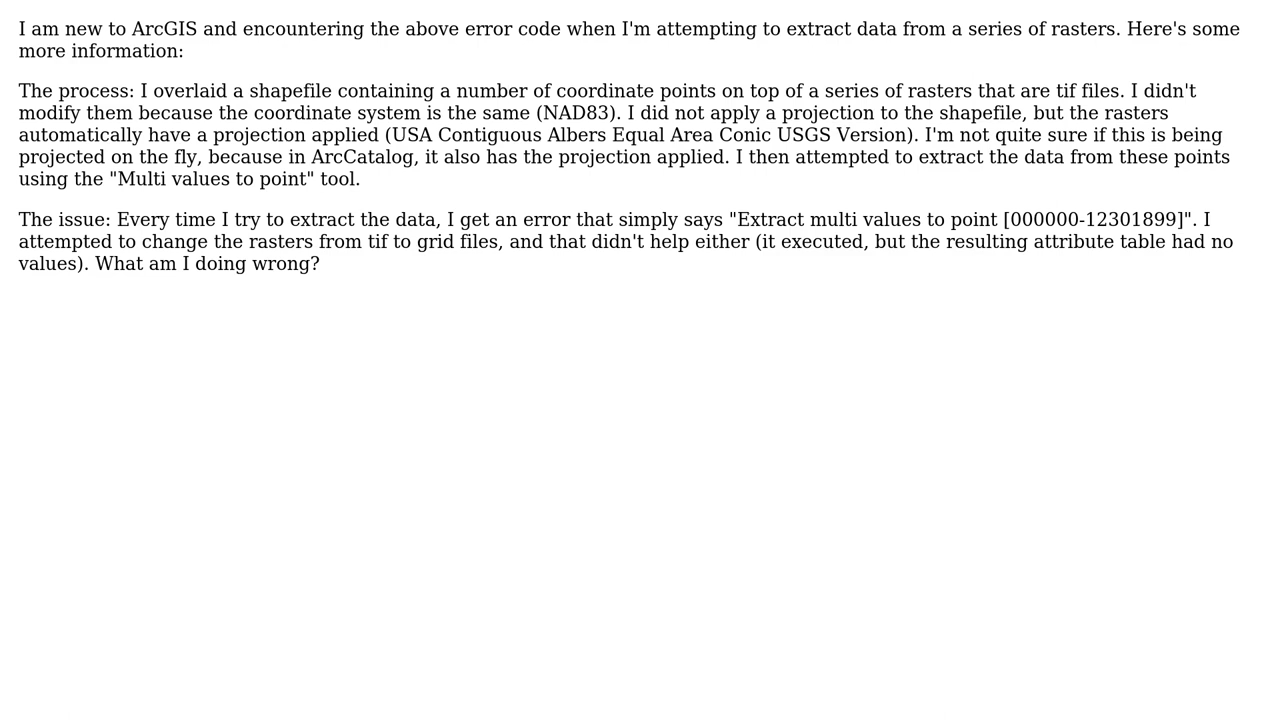 I am new to ArcGIS and encountering the above error code when I'm attempting to extract data from a series of rasters. Here's some
more information:
The process: I overlaid a shapefile containing a number of coordinate points on top of a series of rasters that are tif files. I didn't
modify them because the coordinate system is the same (NAD83). I did not apply a projection to the shapefile, but the rasters
automatically have a projection applied (USA Contiguous Albers Equal Area Conic USGS Version). I'm not quite sure if this is being
projected on the fly, because in ArcCatalog, it also has the projection applied. I then attempted to extract the data from these points
using the "Multi values to point" tool.
The issue: Every time I try to extract the data, I get an error that simply says "Extract multi values to point [000000-12301899]". I
attempted to change the rasters from tif to grid files, and that didn't help either (it executed, but the resulting attribute table had no
values). What am I doing wrong?